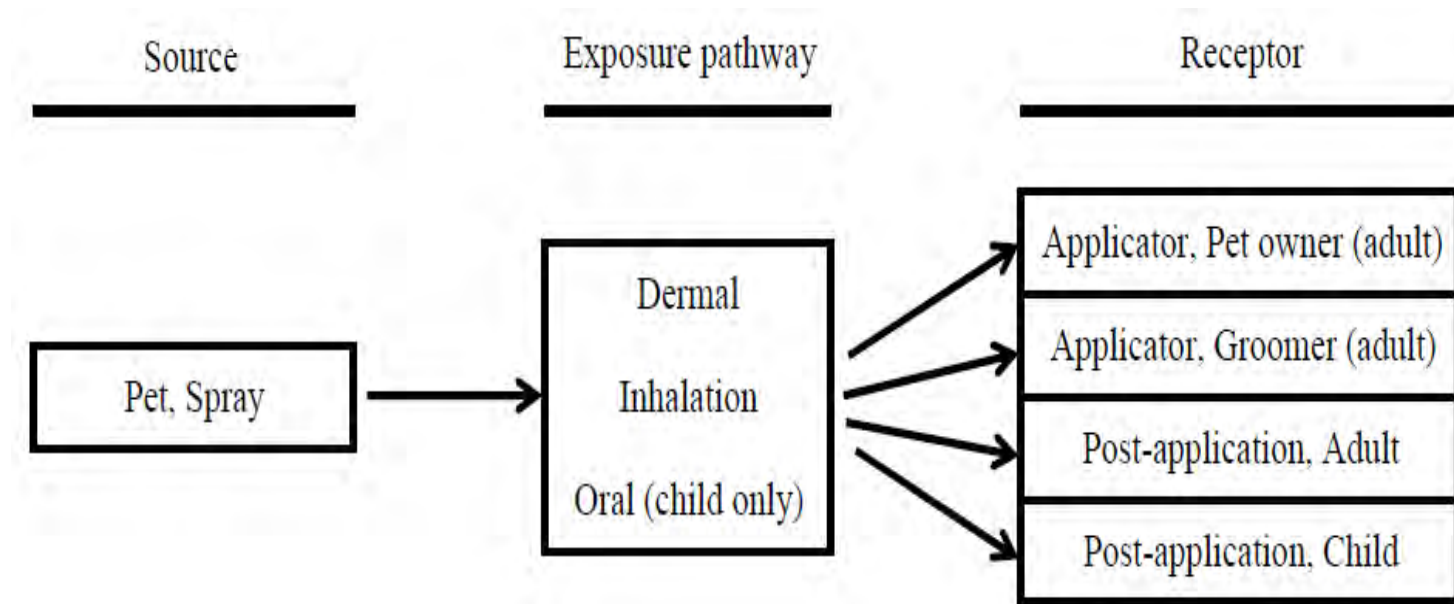 Source
Exposure pathway
Receptor
Pet, Spray
Dermal
Inhalation
Oral (child only)
Applicator, Pet owner (adult)
Applicator, Groomer (adult)
Post-application, Adult
Post-application, Child